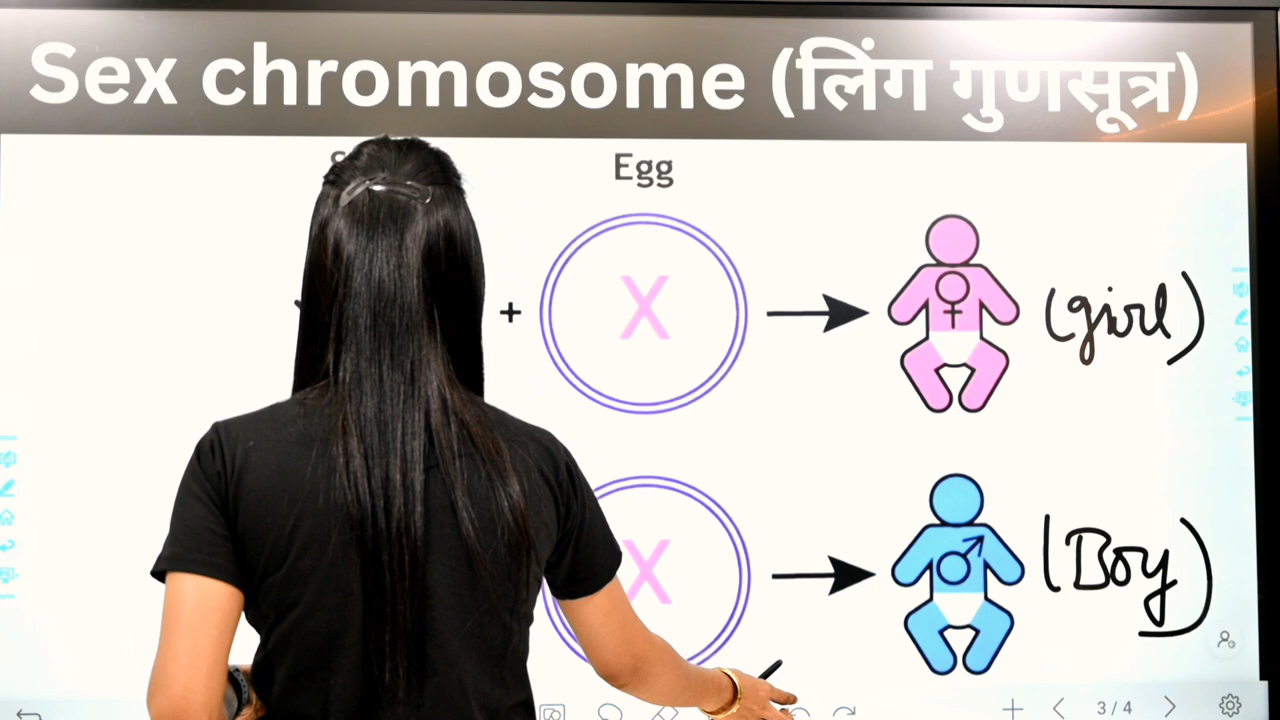 Sex chromosome (लिंग गुणसूत्र)
Egg
+ X (girl)
X (Boy)
3/4